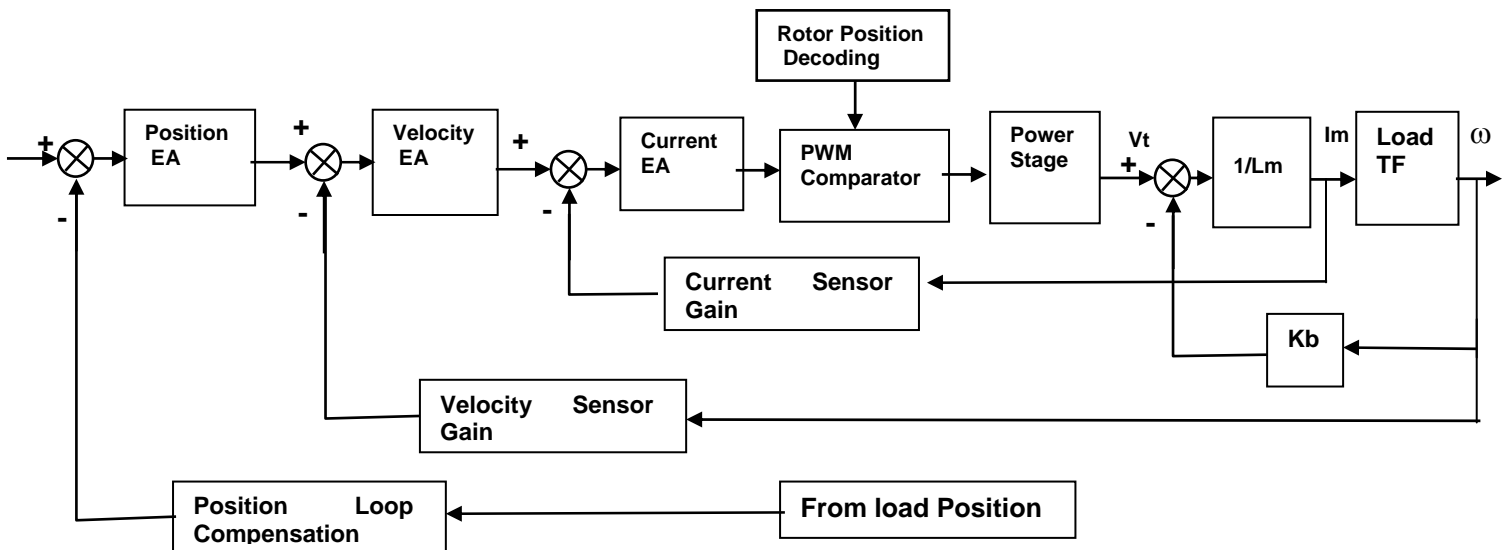 Rotor Position
Decoding
+
Position
EA
+
Velocity
EA
+
Current
EA
PWM
Comparator
Power
Stage
Vt
+
1/Lm
Im
Load
TF
ω
-
-
-
-
Current Sensor
Gain
Kb
Velocity Sensor
Gain
Position Loop
Compensation
From load Position